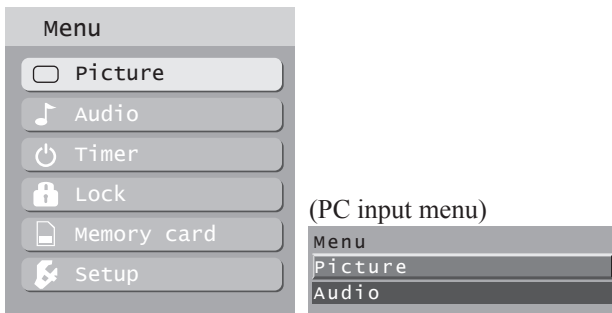 Menu
Picture
Audio
Timer
Lock
Memory card
Setup
(PC input menu)
Menu
Picture
Audio